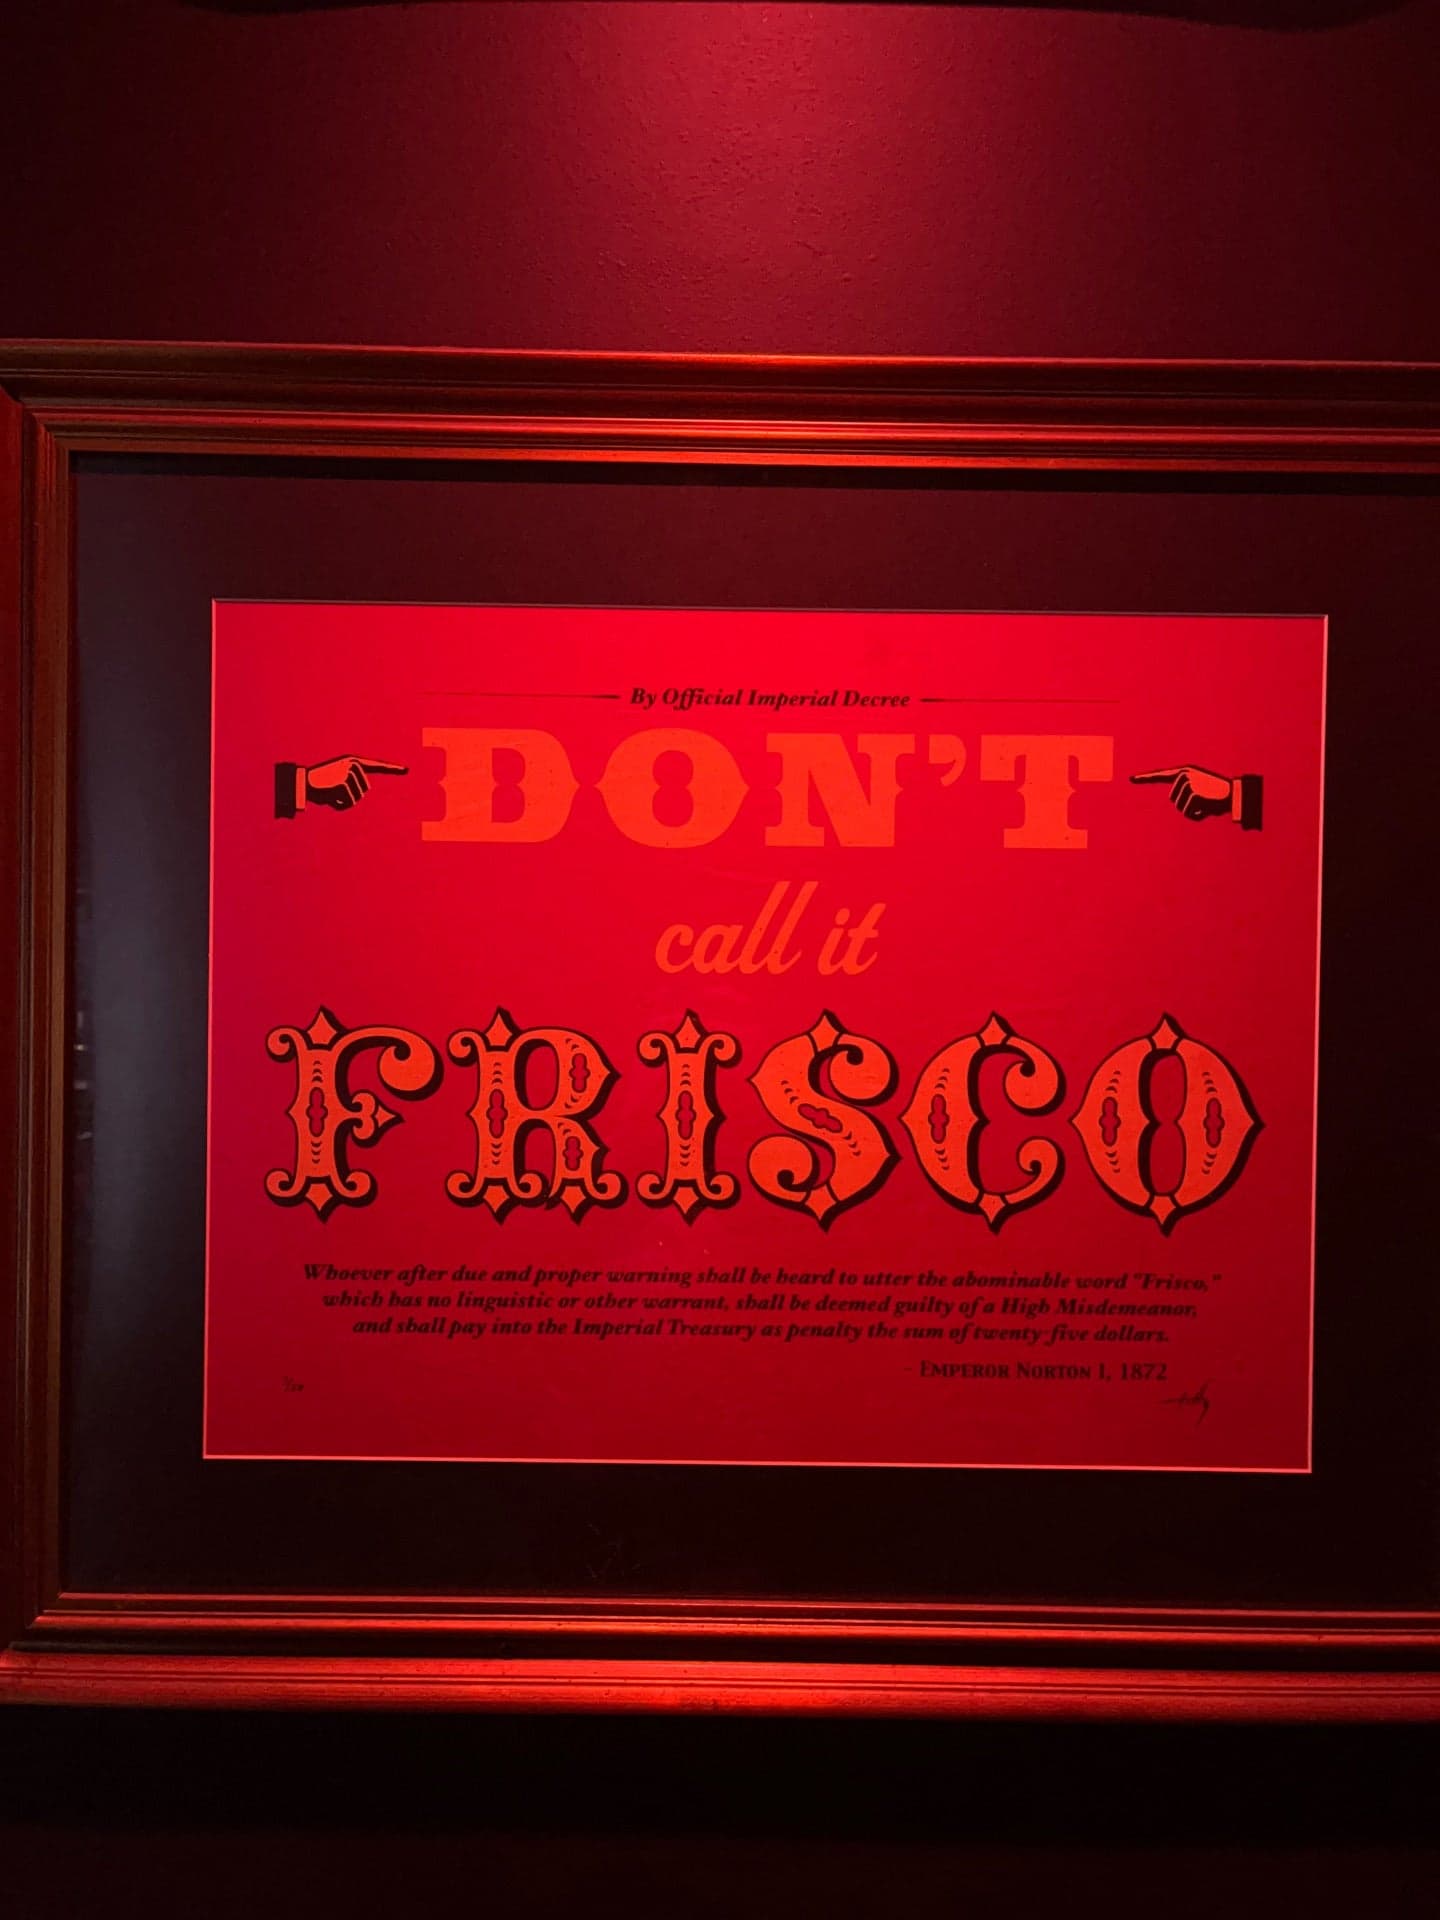 By Official Imperial Decree
DON'T
call it
FRISCO
Whoever after due and proper warning shall be heard to utter the abominable word "Frisco,"
which has no linguistic or other warrant, shall be deemed guilty of a High Misdemeanor,
and shall pay into the Imperial Treasury as penalty the sum of twenty-five dollars.
- EMPEROR NORTON I, 1872